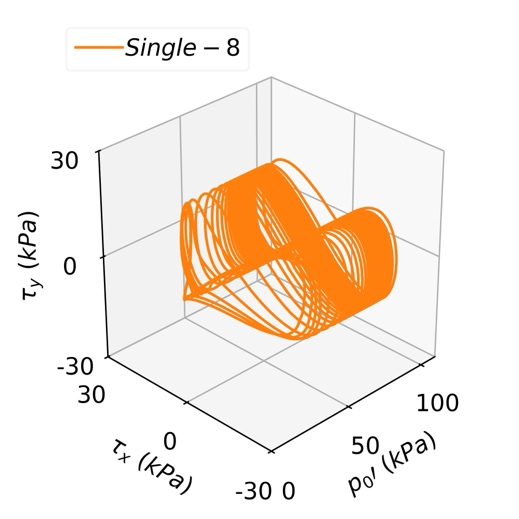 Single − 8
30
0
-30
τy (kPa)
30
0
-30
τx (kPa)
0
50
100
p0′ (kPa)